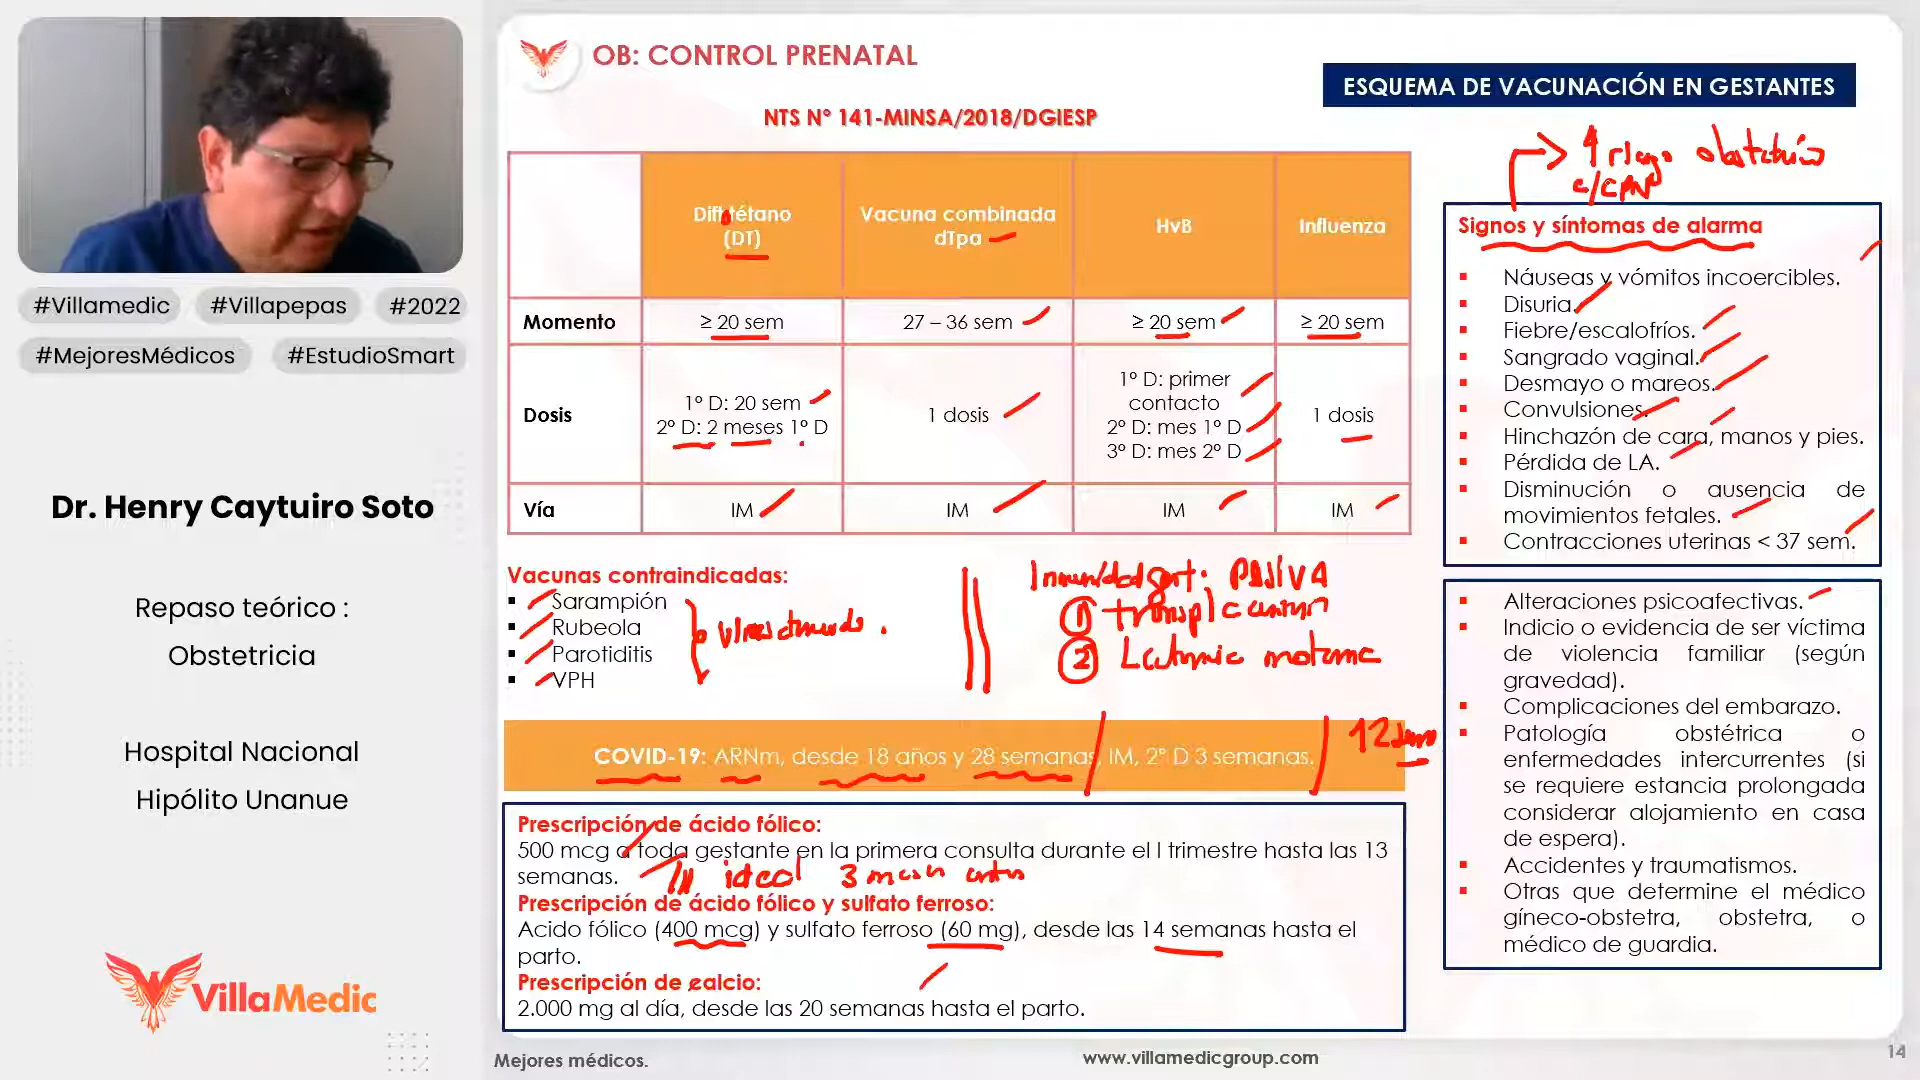 #Villamedic #Villapepas #2022
#MejoresMédicos #EstudioSmart
Dr. Henry Caytuiro Soto
Repaso teórico :
Obstetricia
Hospital Nacional
Hipólito Unanue
VillaMedic
OB: CONTROL PRENATAL
ESQUEMA DE VACUNACIÓN EN GESTANTES
NTS N° 141-MINSA/2018/DGIESP
tétano
(DT)
Vacuna combinada
dTpa
HvB
Influenza
Momento
≥ 20 sem
27 – 36 sem
≥ 20 sem
≥ 20 sem
Dosis
1° D: 20 sem
2° D: 2 meses 1° D
1 dosis
1° D: primer
contacto
2° D: mes 1° D
3° D: mes 2° D
1 dosis
Vía
IM
IM
IM
IM
Vacunas contraindicadas:
▪ Sarampión
▪ Rubeola
▪ Parotiditis
▪ VPH
PASIVA
①
②
COVID-19: ARNm, desde 18 años y 28 semanas, IM, 2° D 3 semanas.
12
Prescripción de ácido fólico:
500 mcg a toda gestante en la primera consulta durante el I trimestre hasta las 13
semanas.
ideal 3
Prescripción de ácido fólico y sulfato ferroso:
Acido fólico (400 mcg) y sulfato ferroso (60 mg), desde las 14 semanas hasta el
parto.
Prescripción de calcio:
2.000 mg al día, desde las 20 semanas hasta el parto.
c/CPN
Signos y síntomas de alarma
▪ Náuseas y vómitos incoercibles.
▪ Disuria.
▪ Fiebre/escalofríos.
▪ Sangrado vaginal.
▪ Desmayo o mareos.
▪ Convulsiones.
▪ Hinchazón de cara, manos y pies.
▪ Pérdida de LA.
▪ Disminución o ausencia de
movimientos fetales.
▪ Contracciones uterinas < 37 sem.
▪ Alteraciones psicoafectivas.
▪ Indicio o evidencia de ser víctima
de violencia familiar (según
gravedad).
▪ Complicaciones del embarazo.
▪ Patología obstétrica o
enfermedades intercurrentes (si
se requiere estancia prolongada
considerar alojamiento en casa
de espera).
▪ Accidentes y traumatismos.
▪ Otras que determine el médico
gíneco-obstetra, obstetra, o
médico de guardia.
Mejores médicos.
www.villamedicgroup.com
14